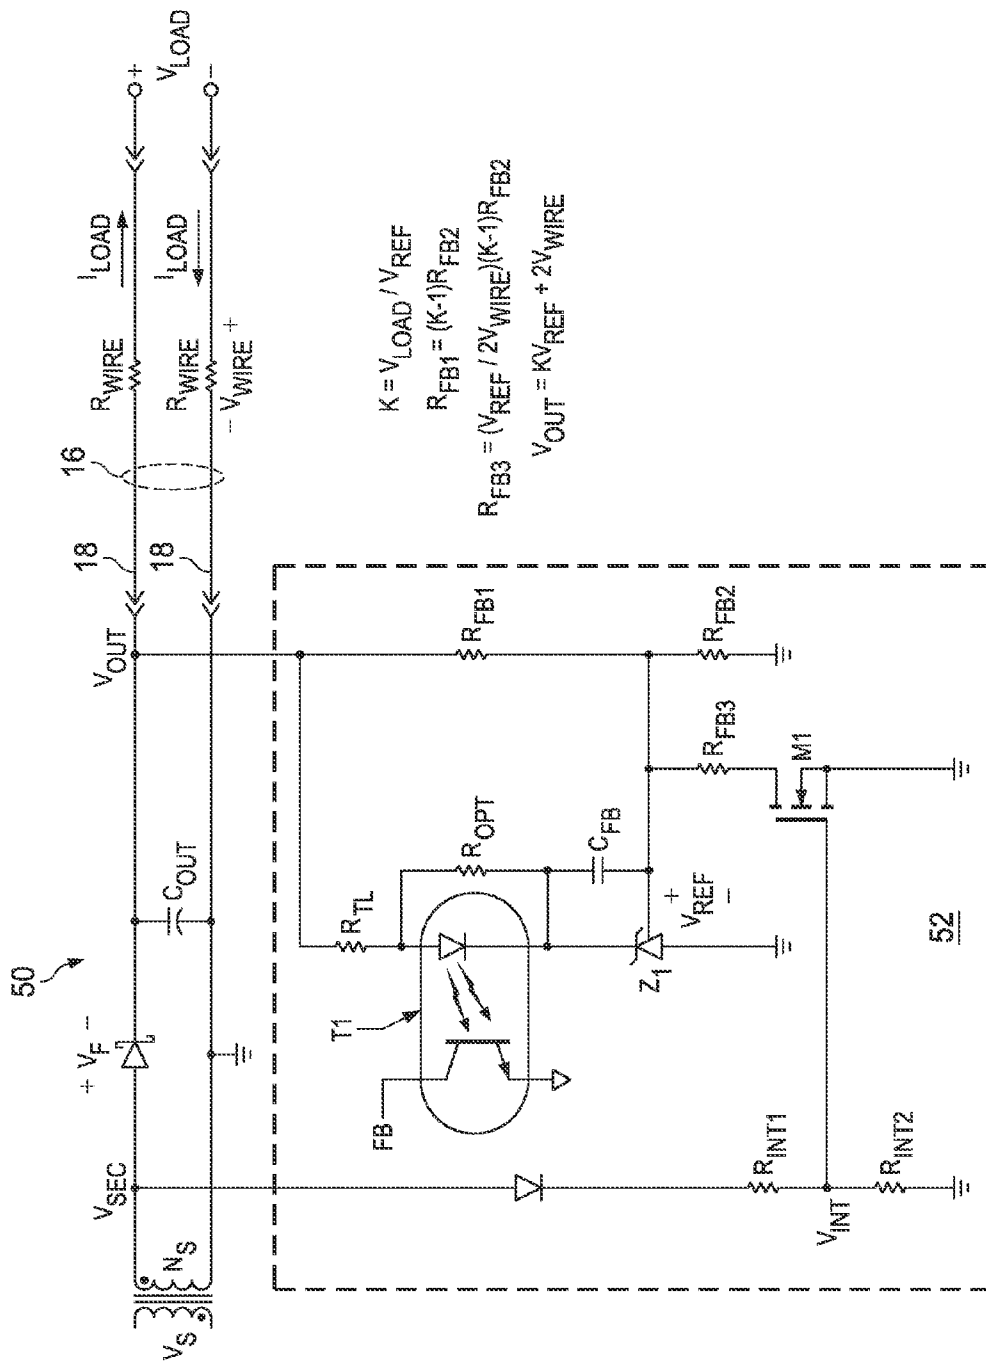 50
V_S
N_S
V_SEC
+ V_F -
C_OUT
V_OUT
18
18
16
R_WIRE
R_WIRE
- V_WIRE +
I_LOAD
I_LOAD
+
V_LOAD
-
K = V_LOAD / V_REF
R_FB1 = (K-1)R_FB2
R_FB3 = (V_REF / 2V_WIRE)(K-1)R_FB2
V_OUT = KV_REF + 2V_WIRE
FB
T1
R_TL
R_OPT
C_FB
R_FB1
R_FB2
R_FB3
Z_1
+
V_REF
-
M1
R_INT1
V_INT
R_INT2
52